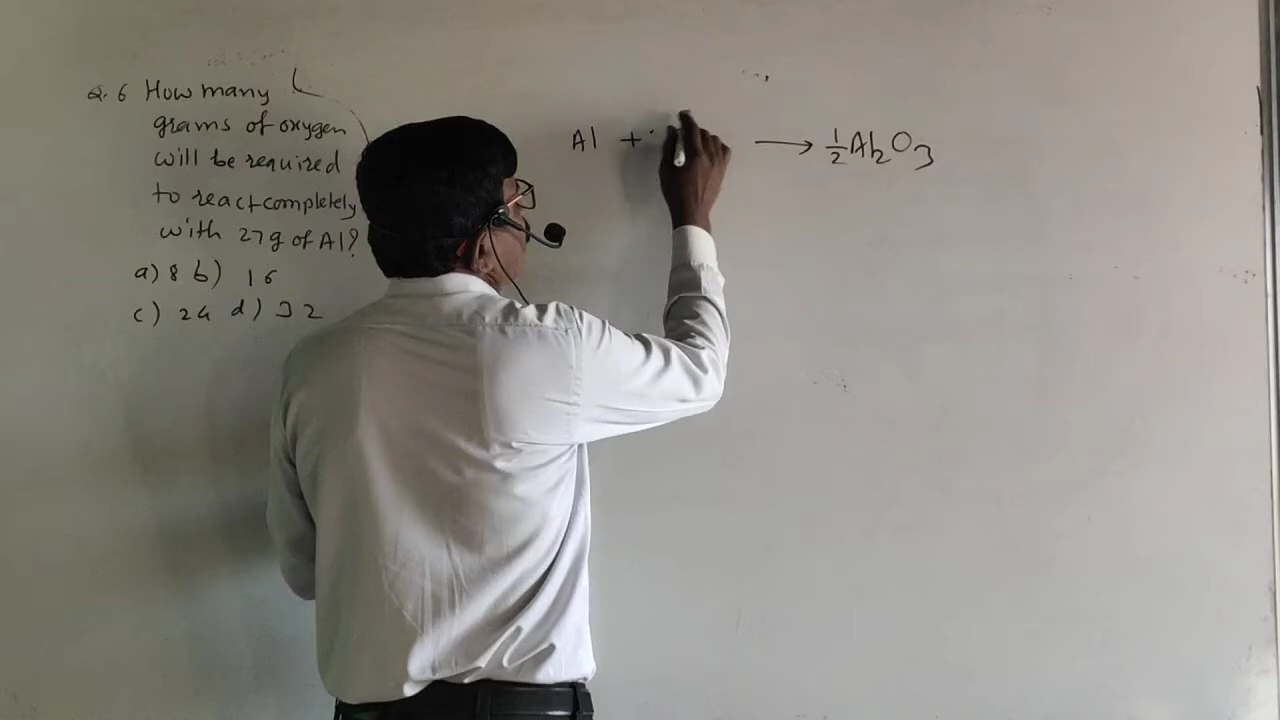 Q. 6 How many
grams of oxygen
will be required
to react completely
with 27g of Al?
a) 8 b) 16
c) 24 d) 32
Al + → 1/2 Al₂O₃